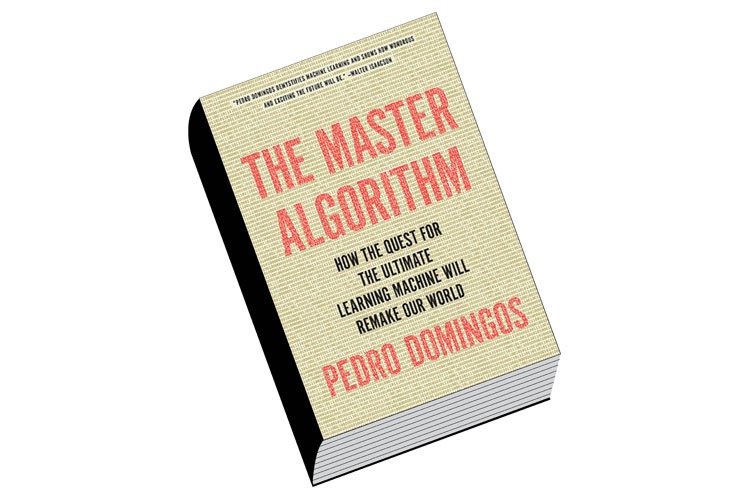 "PEDRO DOMINGOS DEMYSTIFIES MACHINE LEARNING AND SHOWS HOW WONDROUS
AND EXCITING THE FUTURE WILL BE." —WALTER ISAACSON
THE MASTER
ALGORITHM
HOW THE QUEST FOR
THE ULTIMATE
LEARNING MACHINE WILL
REMAKE OUR WORLD
PEDRO DOMINGOS